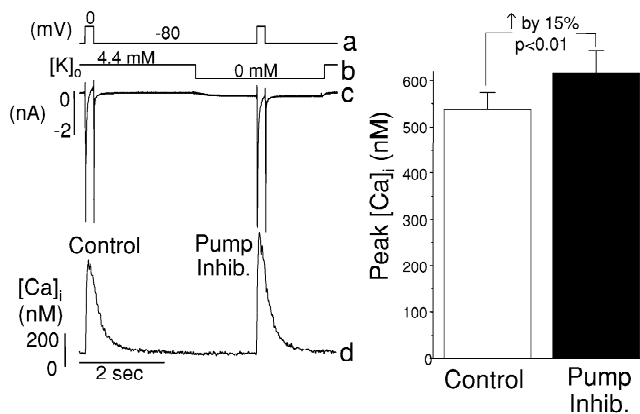 (mV) 0
-80
a
[K]o 4.4 mM
0 mM
b
0
c
(nA)
-2
Control
Pump
Inhib.
[Ca]i
(nM)
200
0
d
2 sec
↑ by 15%
p<0.01
Peak [Ca]i (nM)
600
500
400
300
200
100
0
Control
Pump
Inhib.